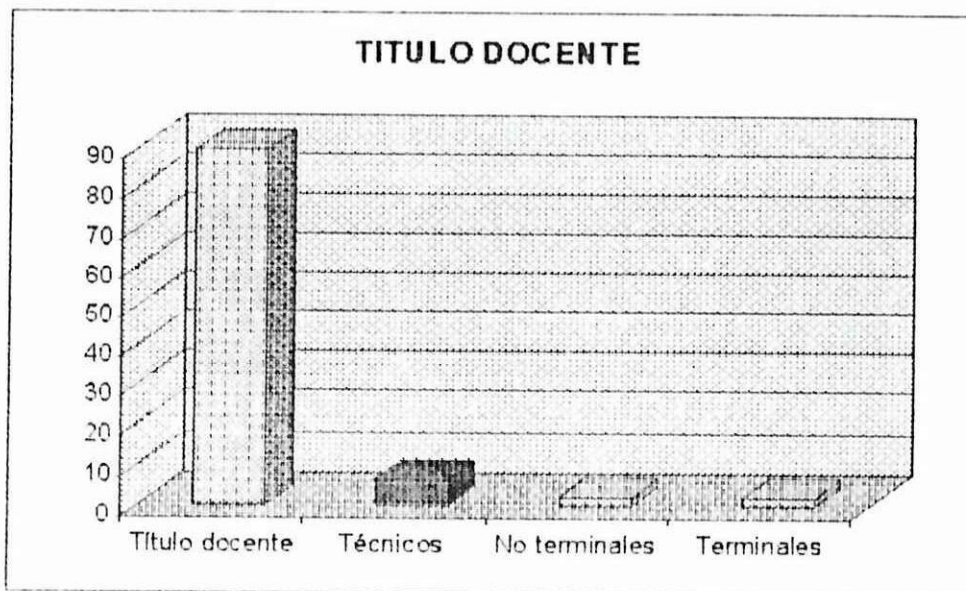 TITULO DOCENTE
90
80
70
60
50
40
30
20
10
0
Título docente
Técnicos
No terminales
Terminales